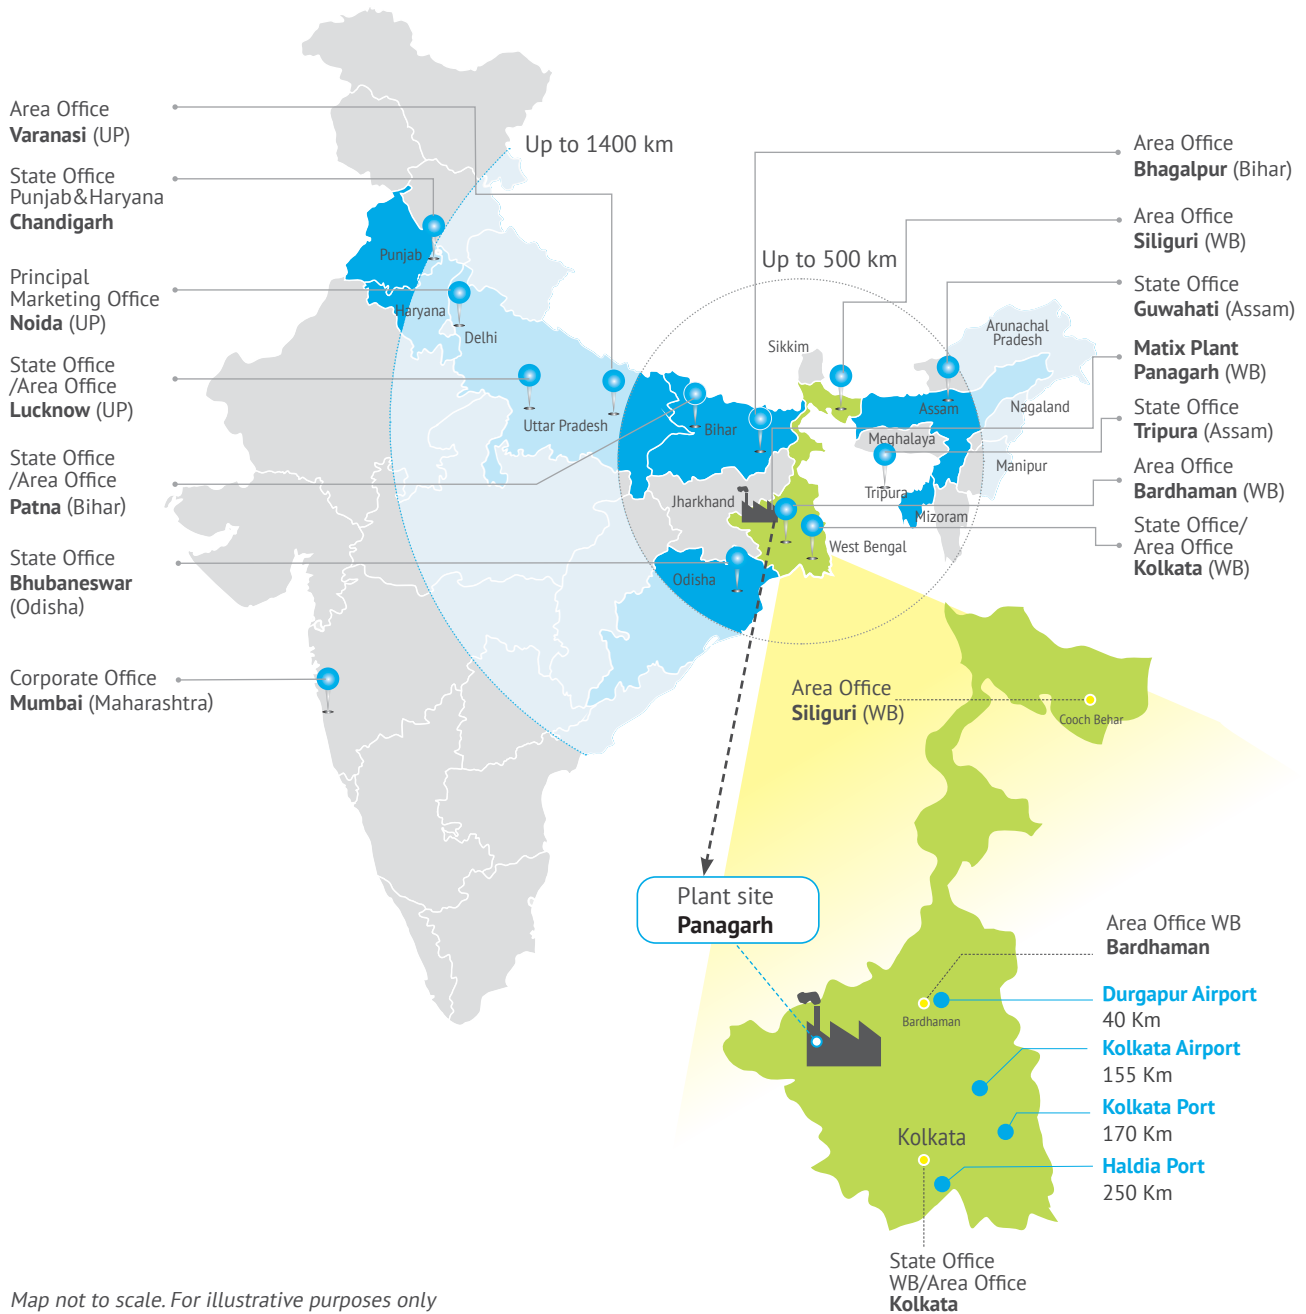 Area Office
Varanasi (UP)
State Office
Punjab&Haryana
Chandigarh
Principal
Marketing Office
Noida (UP)
State Office
/Area Office
Lucknow (UP)
State Office
/Area Office
Patna (Bihar)
State Office
Bhubaneswar
(Odisha)
Corporate Office
Mumbai (Maharashtra)
Up to 1400 km
Up to 500 km
Punjab
Haryana
Delhi
Uttar Pradesh
Bihar
Jharkhand
Odisha
Sikkim
West Bengal
Assam
Meghalaya
Tripura
Mizoram
Arunachal
Pradesh
Nagaland
Manipur
Area Office
Bhagalpur (Bihar)
Area Office
Siliguri (WB)
State Office
Guwahati (Assam)
Matix Plant
Panagarh (WB)
State Office
Tripura (Assam)
Area Office
Bardhaman (WB)
State Office/
Area Office
Kolkata (WB)
Area Office
Siliguri (WB)
Cooch Behar
Plant site
Panagarh
Area Office WB
Bardhaman
Bardhaman
Durgapur Airport
40 Km
Kolkata Airport
155 Km
Kolkata Port
170 Km
Haldia Port
250 Km
Kolkata
State Office
WB/Area Office
Kolkata
Map not to scale. For illustrative purposes only